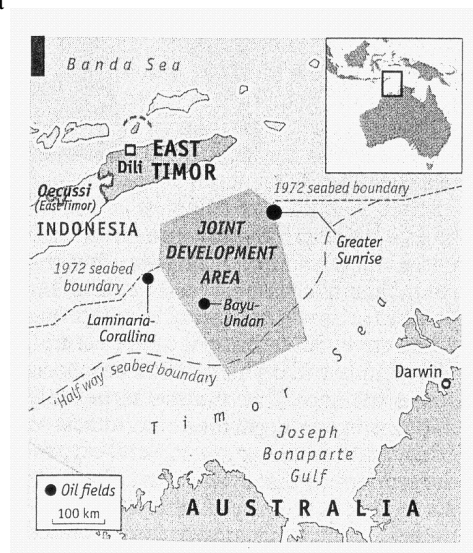 Banda Sea
EAST
TIMOR
Dili
Oecussi
(East Timor)
INDONESIA
1972 seabed boundary
JOINT
DEVELOPMENT
AREA
Greater
Sunrise
1972 seabed
boundary
Bayu-
Undan
Laminaria-
Corallina
'Half way' seabed boundary
Darwin
Timor Sea
Joseph
Bonaparte
Gulf
Oil fields
100 km
AUSTRALIA